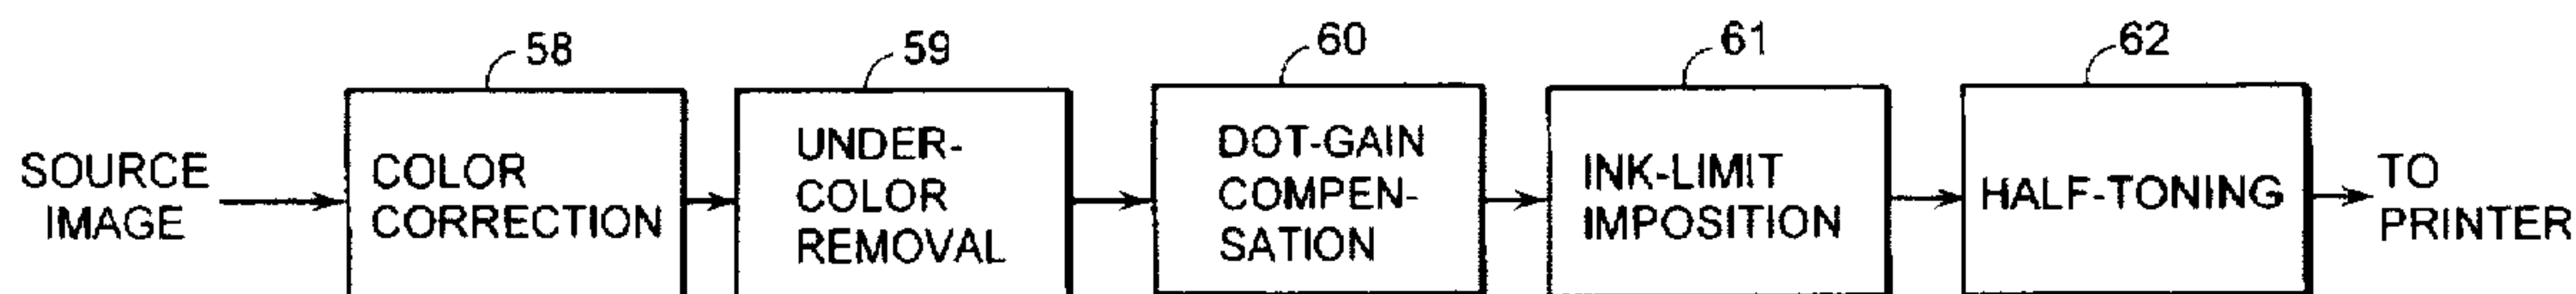 58
59
60
61
62
SOURCE
IMAGE
COLOR
CORRECTION
UNDER-
COLOR
REMOVAL
DOT-GAIN
COMPEN-
SATION
INK-LIMIT
IMPOSITION
HALF-TONING
TO
PRINTER